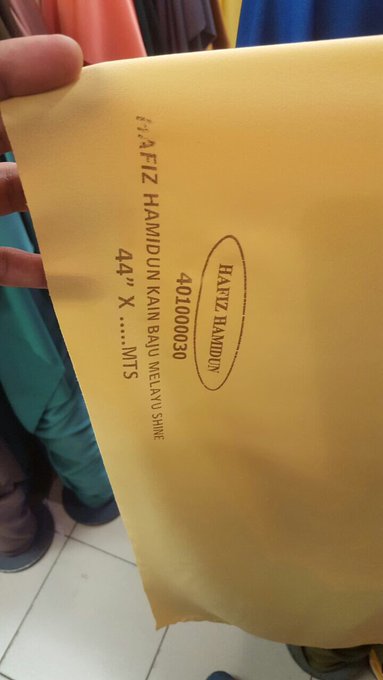 HAFIZ HAMIDUN
401000030
HAFIZ HAMIDUN KAIN BAJU MELAYU SHINE
44" X .....MTS